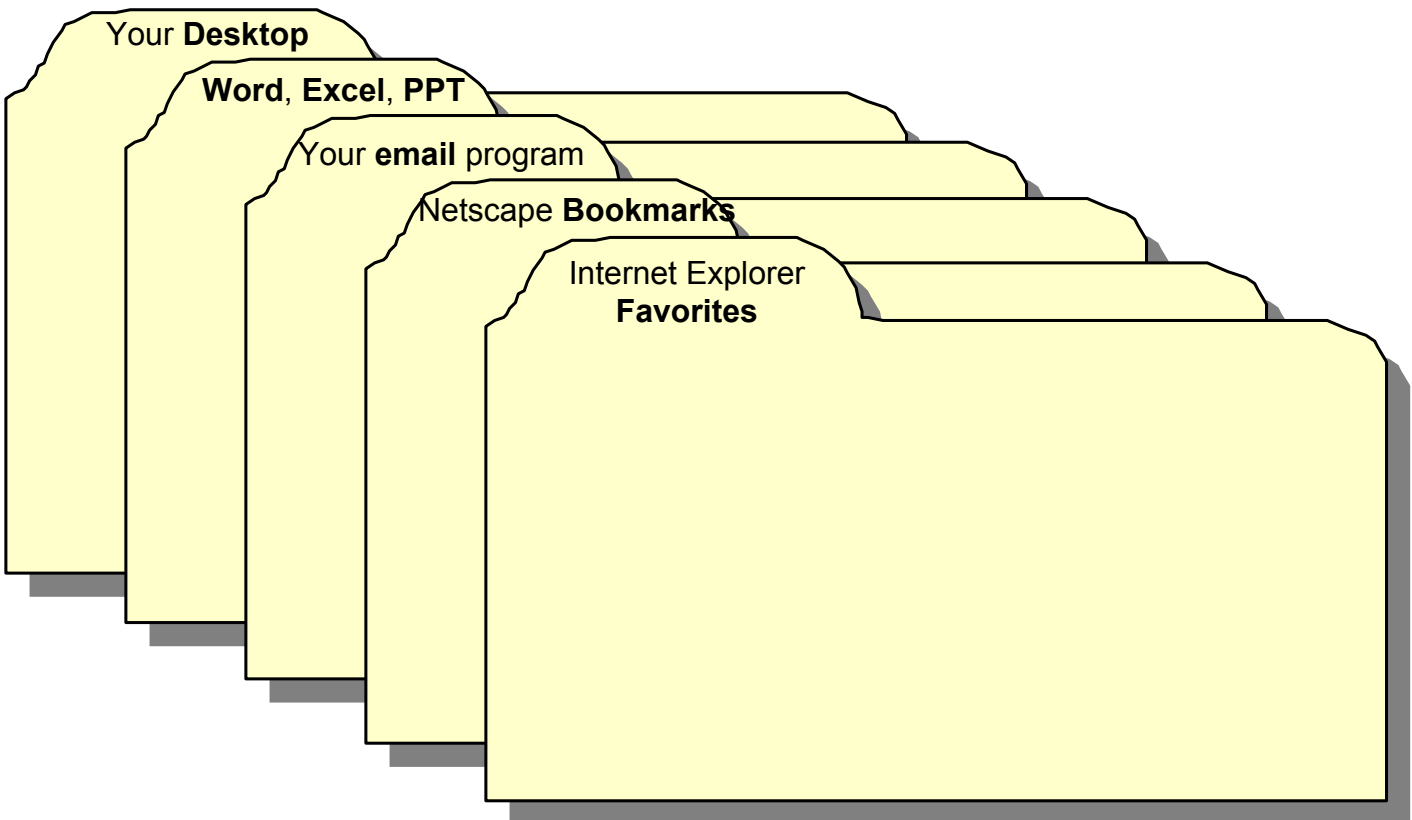 Your Desktop
Word, Excel, PPT
Your email program
Netscape Bookmarks
Internet Explorer
Favorites